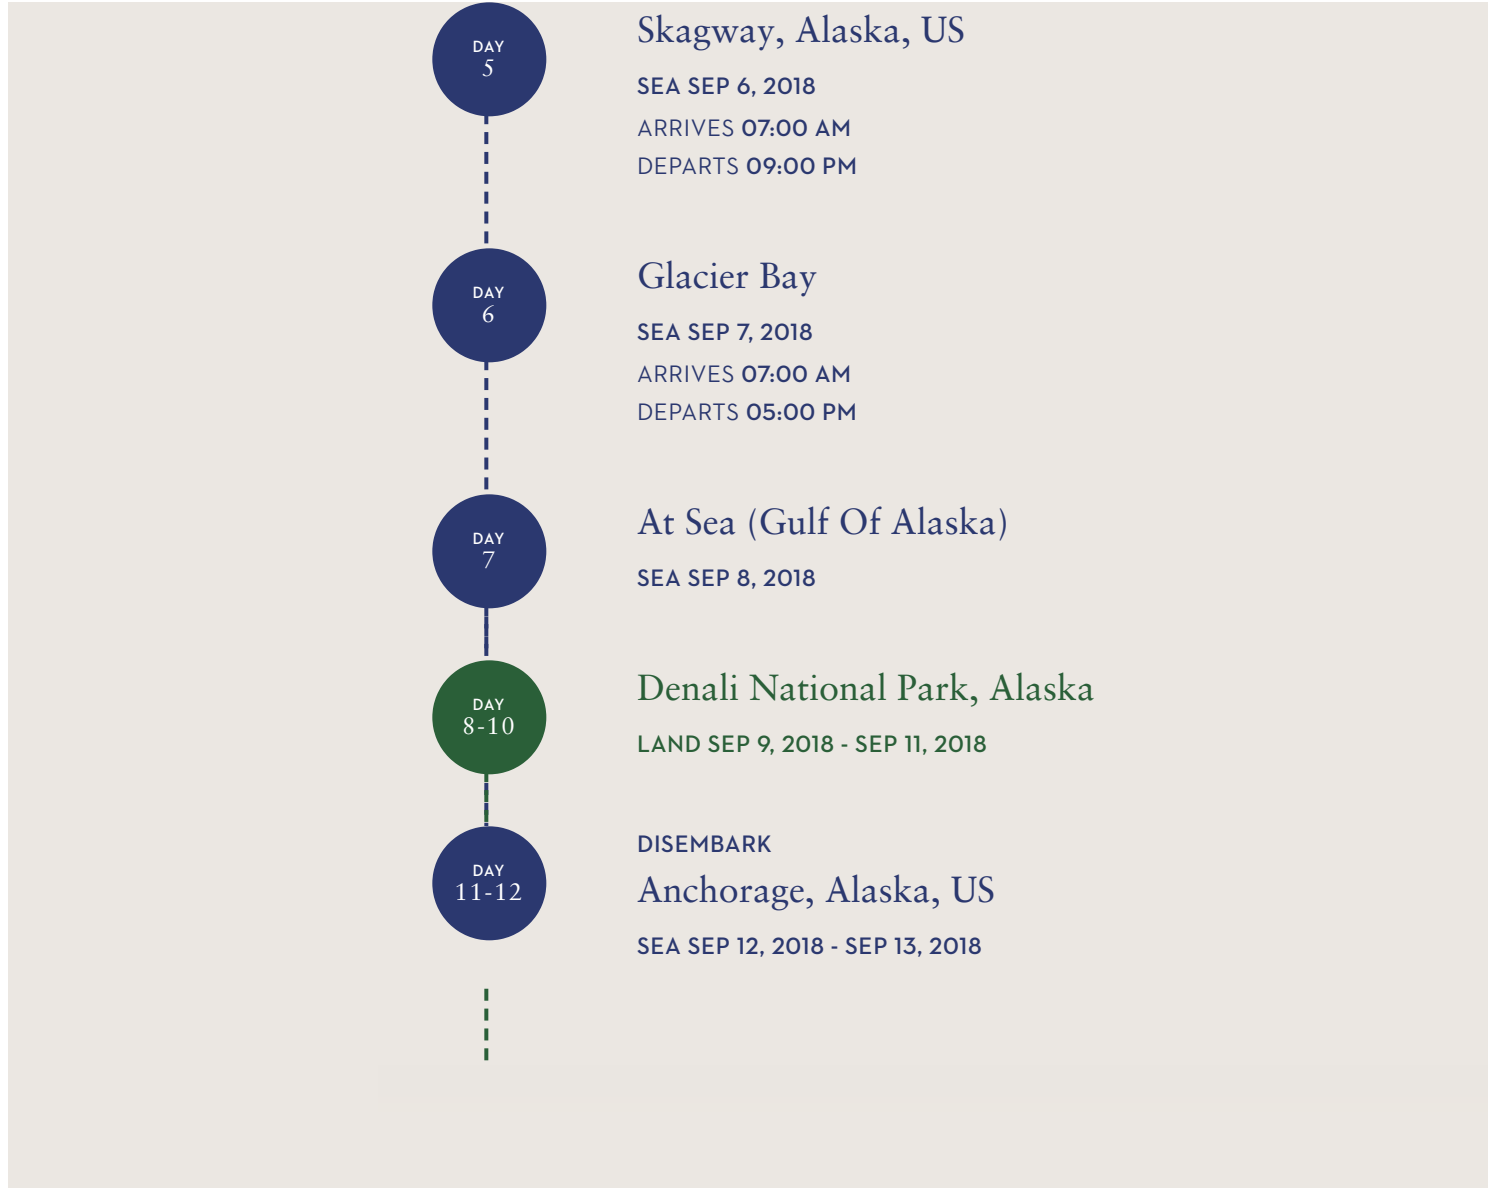 DAY
5
Skagway, Alaska, US
SEA SEP 6, 2018
ARRIVES 07:00 AM
DEPARTS 09:00 PM
DAY
6
Glacier Bay
SEA SEP 7, 2018
ARRIVES 07:00 AM
DEPARTS 05:00 PM
DAY
7
At Sea (Gulf Of Alaska)
SEA SEP 8, 2018
DAY
8-10
Denali National Park, Alaska
LAND SEP 9, 2018 - SEP 11, 2018
DAY
11-12
DISEMBARK
Anchorage, Alaska, US
SEA SEP 12, 2018 - SEP 13, 2018